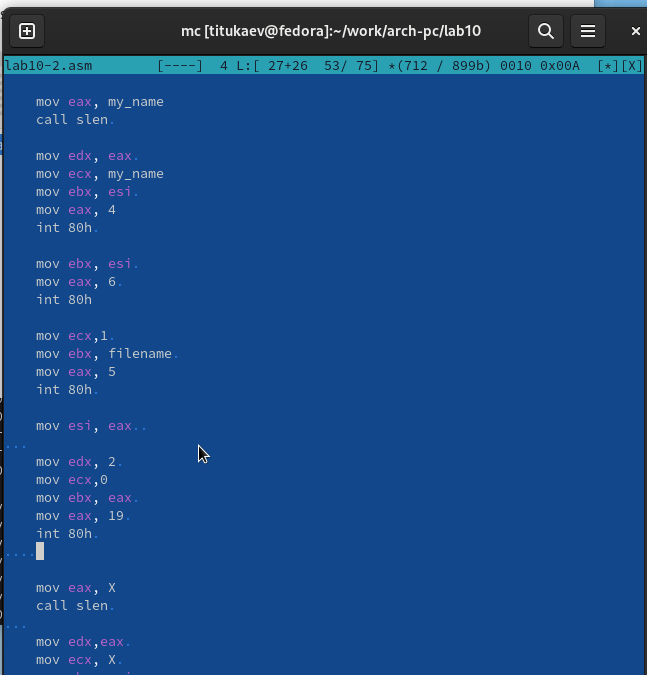 mc [titukaev@fedora]:~/work/arch-pc/lab10
lab10-2.asm [----] 4 L:[ 27+26 53/ 75] *(712 / 899b) 0010 0x00A [*][X]
mov eax, my_name
call slen.
mov edx, eax.
mov ecx, my_name
mov ebx, esi.
mov eax, 4
int 80h.
mov ebx, esi.
mov eax, 6.
int 80h
mov ecx,1.
mov ebx, filename.
mov eax, 5
int 80h.
mov esi, eax..
...
mov edx, 2.
mov ecx,0
mov ebx, eax.
mov eax, 19.
int 80h.
....
mov eax, X
call slen.
...
mov edx,eax.
mov ecx, X.